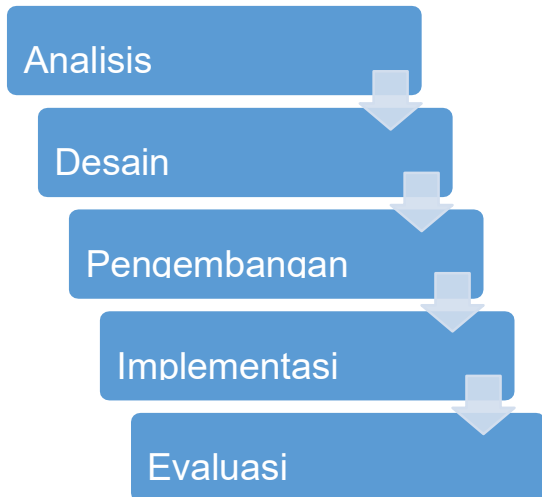 Analisis
Desain
Pengembangan
Implementasi
Evaluasi